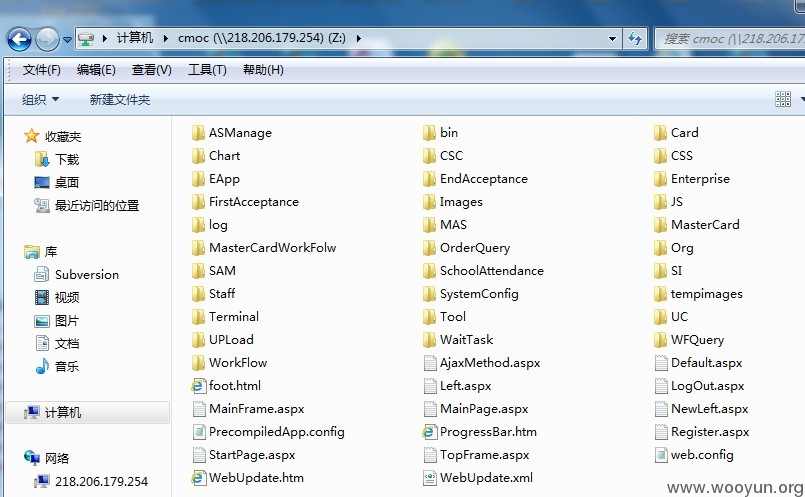 计算机 ▸ cmoc (\\218.206.179.254) (Z:) ▸
搜索 cmoc (\\218.206.17
文件(F) 编辑(E) 查看(V) 工具(T) 帮助(H)
组织 新建文件夹
收藏夹
下载
桌面
最近访问的位置
库
Subversion
视频
图片
文档
音乐
计算机
网络
218.206.179.254
ASManage bin Card
Chart CSC CSS
EApp EndAcceptance Enterprise
FirstAcceptance Images JS
log MAS MasterCard
MasterCardWorkFolw OrderQuery Org
SAM SchoolAttendance SI
Staff SystemConfig tempimages
Terminal Tool UC
UPLoad WaitTask WFQuery
WorkFlow AjaxMethod.aspx Default.aspx
foot.html Left.aspx LogOut.aspx
MainFrame.aspx MainPage.aspx NewLeft.aspx
PrecompiledApp.config ProgressBar.htm Register.aspx
StartPage.aspx TopFrame.aspx web.config
WebUpdate.htm WebUpdate.xml
www.wooyun.org